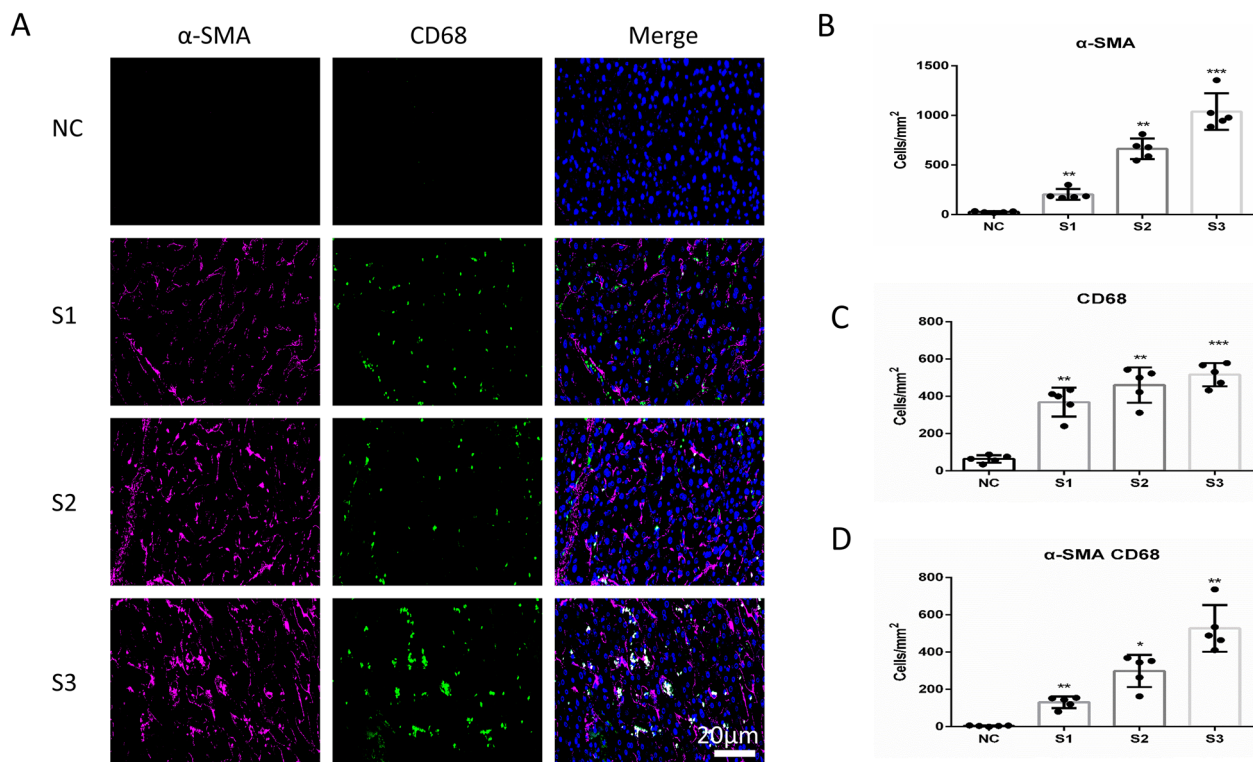 A
α-SMA CD68 Merge
NC
S1
S2
S3
20μm
B
α-SMA
Cells/mm²
1500
1000
500
0
** ** ***
NC S1 S2 S3
C
CD68
Cells/mm²
800
600
400
200
0
** ** ***
NC S1 S2 S3
D
α-SMA CD68
Cells/mm²
800
600
400
200
0
** * **
NC S1 S2 S3